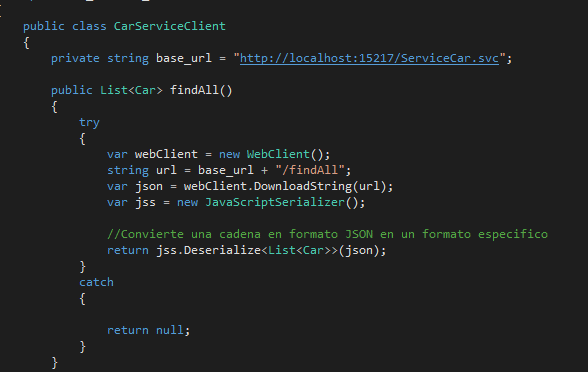 {
public class CarServiceClient
{
private string base_url = "http://localhost:15217/ServiceCar.svc";
public List<Car> findAll()
{
try
{
var webClient = new WebClient();
string url = base_url + "/findAll";
var json = webClient.DownloadString(url);
var jss = new JavaScriptSerializer();
//Convierte una cadena en formato JSON en un formato especifico
return jss.Deserialize<List<Car>>(json);
}
catch
{
return null;
}
}